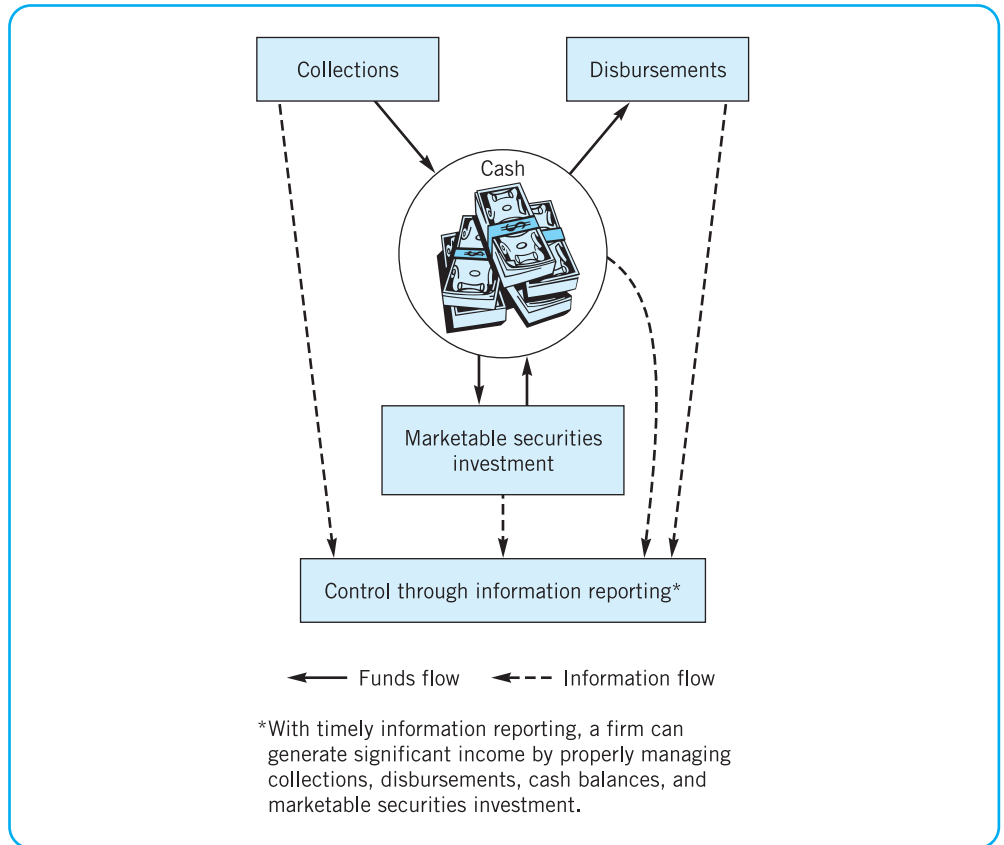 Collections
Disbursements
Cash
$
Marketable securities
investment
Control through information reporting*
Funds flow
Information flow
*With timely information reporting, a firm can
generate significant income by properly managing
collections, disbursements, cash balances, and
marketable securities investment.